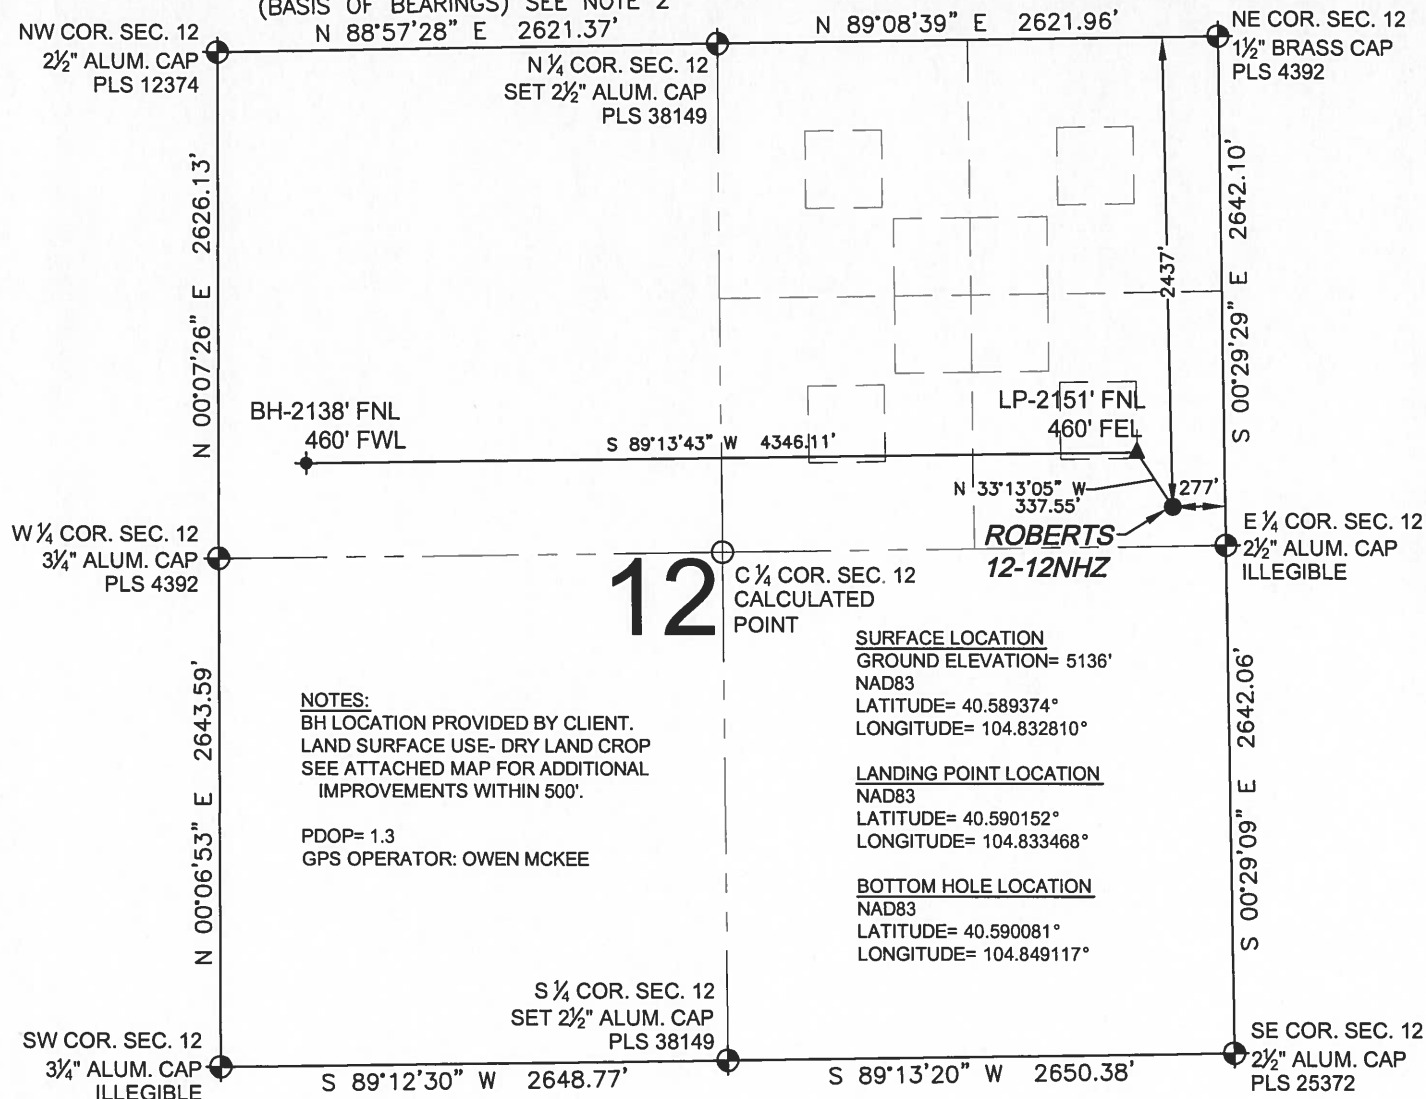 (BASIS OF BEARINGS) SEE NOTE 2
N 88°57'28" E 2621.37'
N 89°08'39" E 2621.96'
NW COR. SEC. 12
2½" ALUM. CAP
PLS 12374
N ¼ COR. SEC. 12
SET 2½" ALUM. CAP
PLS 38149
NE COR. SEC. 12
1½" BRASS CAP
PLS 4392
N 00°07'26" E 2626.13'
S 00°29'29" E 2642.10'
2437'
BH-2138' FNL
460' FWL
LP-2151' FNL
460' FEL
S 89°13'43" W 4346.11'
N 33°13'05" W
337.55'
277'
ROBERTS
12-12NHZ
W ¼ COR. SEC. 12
3¼" ALUM. CAP
PLS 4392
12
C ¼ COR. SEC. 12
CALCULATED
POINT
E ¼ COR. SEC. 12
2½" ALUM. CAP
ILLEGIBLE
N 00°06'53" E 2643.59'
NOTES:
BH LOCATION PROVIDED BY CLIENT.
LAND SURFACE USE- DRY LAND CROP
SEE ATTACHED MAP FOR ADDITIONAL
IMPROVEMENTS WITHIN 500'.
PDOP= 1.3
GPS OPERATOR: OWEN MCKEE
SURFACE LOCATION
GROUND ELEVATION= 5136'
NAD83
LATITUDE= 40.589374°
LONGITUDE= 104.832810°
LANDING POINT LOCATION
NAD83
LATITUDE= 40.590152°
LONGITUDE= 104.833468°
BOTTOM HOLE LOCATION
NAD83
LATITUDE= 40.590081°
LONGITUDE= 104.849117°
S 00°29'09" E 2642.06'
SW COR. SEC. 12
3¼" ALUM. CAP
ILLEGIBLE
S ¼ COR. SEC. 12
SET 2½" ALUM. CAP
PLS 38149
SE COR. SEC. 12
2½" ALUM. CAP
PLS 25372
S 89°12'30" W 2648.77'
S 89°13'20" W 2650.38'